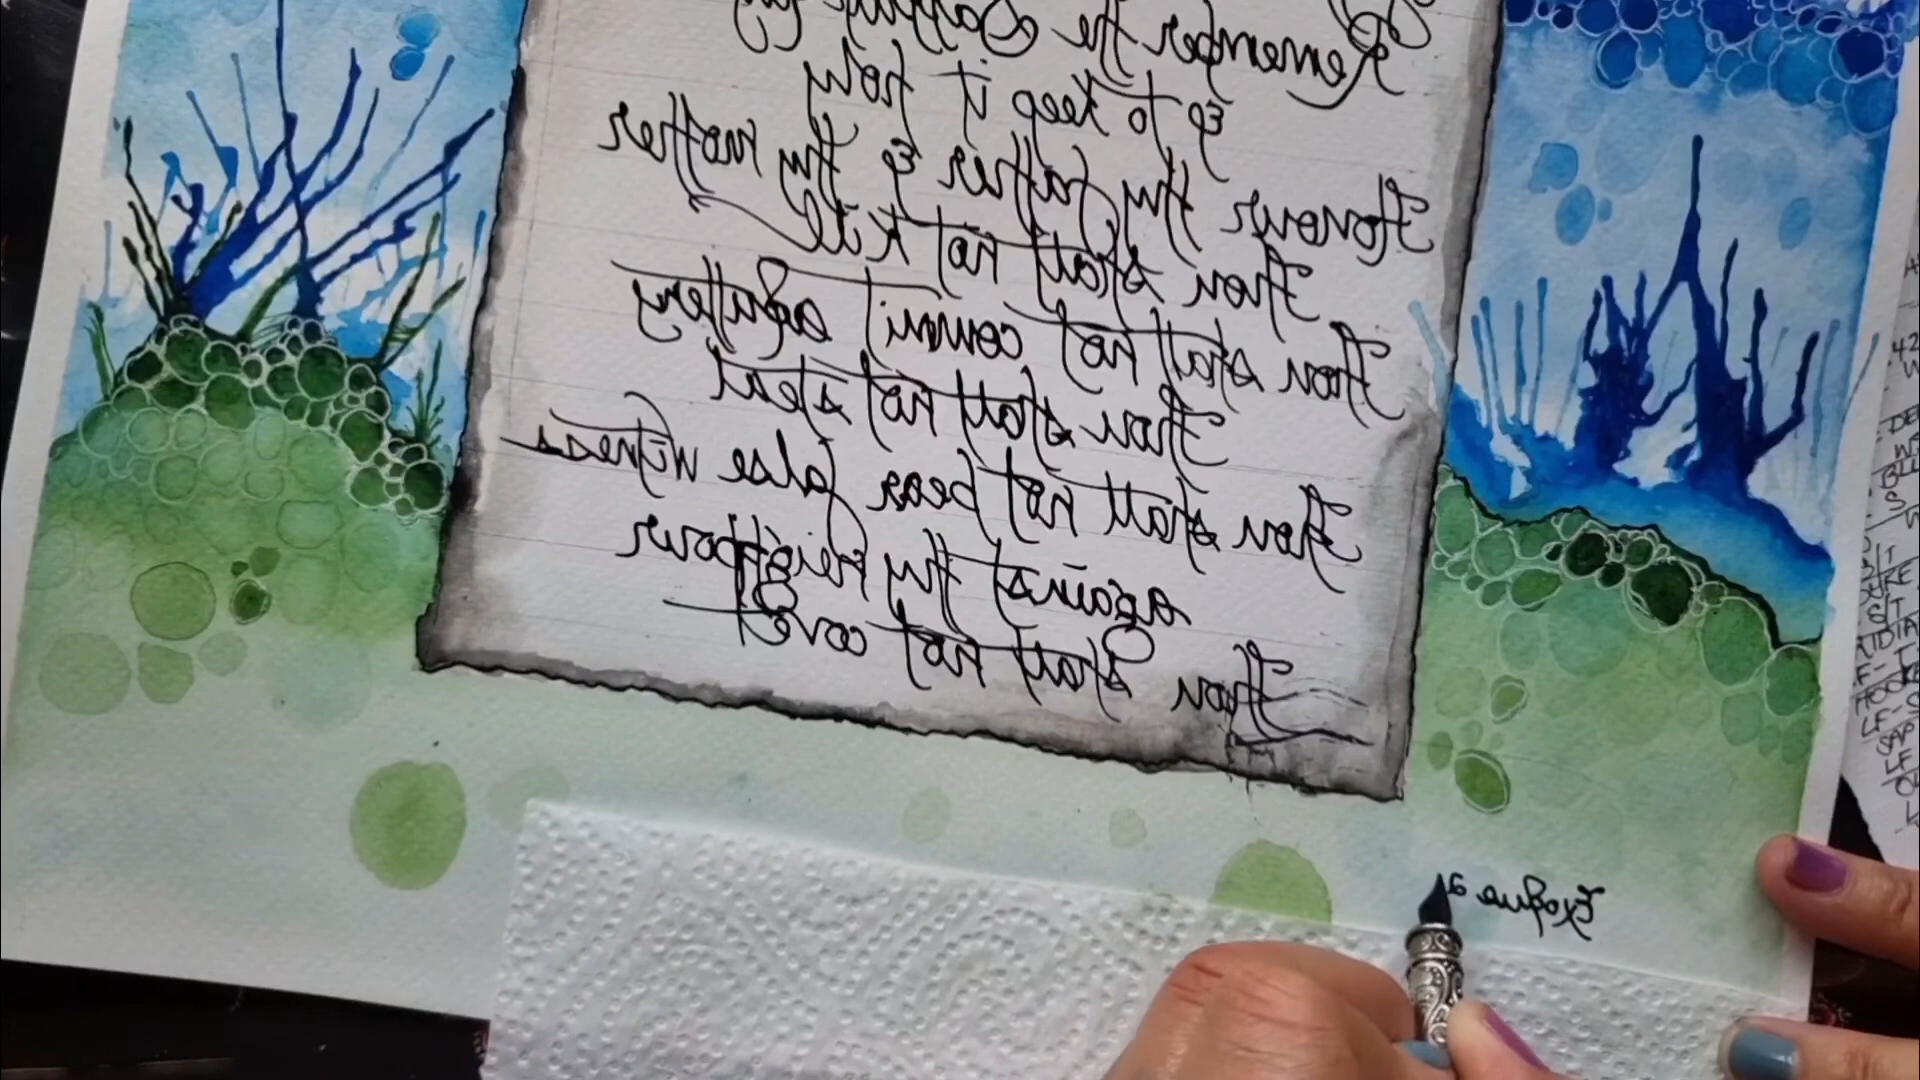 Remember the Sabbath day
& to keep it holy
Honour thy father & thy mother
Thou shalt not kill
Thou shalt not commit adultery
Thou shalt not steal
Thou shalt not bear false witness
against thy neighbour
Thou shalt not covet
Exodus 2